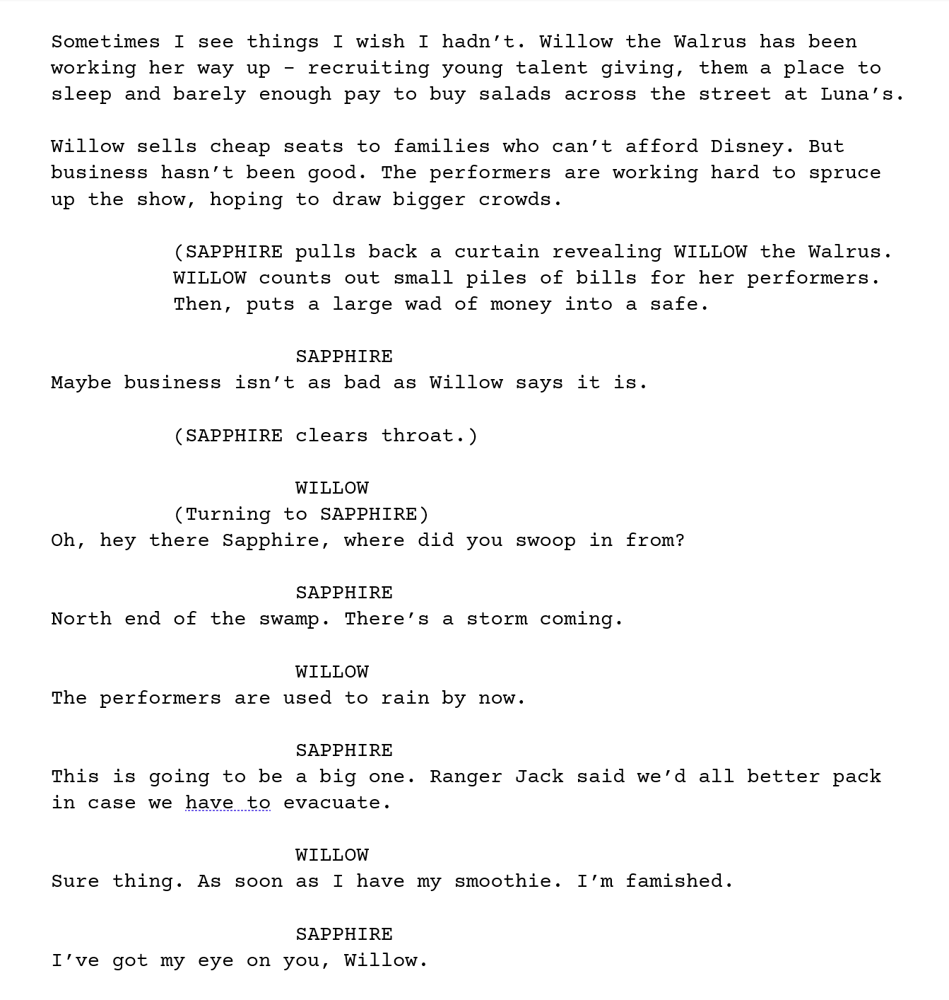 Sometimes I see things I wish I hadn’t. Willow the Walrus has been
working her way up – recruiting young talent giving, them a place to
sleep and barely enough pay to buy salads across the street at Luna’s.
Willow sells cheap seats to families who can’t afford Disney. But
business hasn’t been good. The performers are working hard to spruce
up the show, hoping to draw bigger crowds.
(SAPPHIRE pulls back a curtain revealing WILLOW the Walrus.
WILLOW counts out small piles of bills for her performers.
Then, puts a large wad of money into a safe.
SAPPHIRE
Maybe business isn’t as bad as Willow says it is.
(SAPPHIRE clears throat.)
WILLOW
(Turning to SAPPHIRE)
Oh, hey there Sapphire, where did you swoop in from?
SAPPHIRE
North end of the swamp. There’s a storm coming.
WILLOW
The performers are used to rain by now.
SAPPHIRE
This is going to be a big one. Ranger Jack said we’d all better pack
in case we have to evacuate.
WILLOW
Sure thing. As soon as I have my smoothie. I’m famished.
SAPPHIRE
I’ve got my eye on you, Willow.